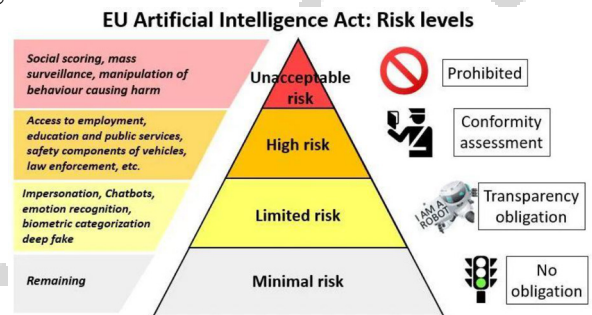 EU Artificial Intelligence Act: Risk levels
Social scoring, mass
surveillance, manipulation of
behaviour causing harm
Unacceptable
risk
Prohibited
Access to employment,
education and public services,
safety components of vehicles,
law enforcement, etc.
High risk
Conformity
assessment
Impersonation, Chatbots,
emotion recognition,
biometric categorization
deep fake
Limited risk
I AM A
ROBOT
Transparency
obligation
Remaining
Minimal risk
No
obligation